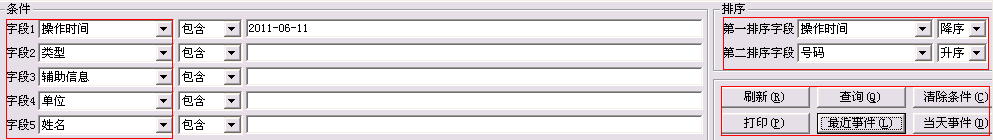 条件
字段1 操作时间 包含 2011-06-11
字段2 类型 包含
字段3 辅助信息 包含
字段4 单位 包含
字段5 姓名 包含
排序
第一排序字段 操作时间 降序
第二排序字段 号码 升序
刷新(R) 查询(Q) 清除条件(C)
打印(P) 最近事件(L) 当天事件(D)